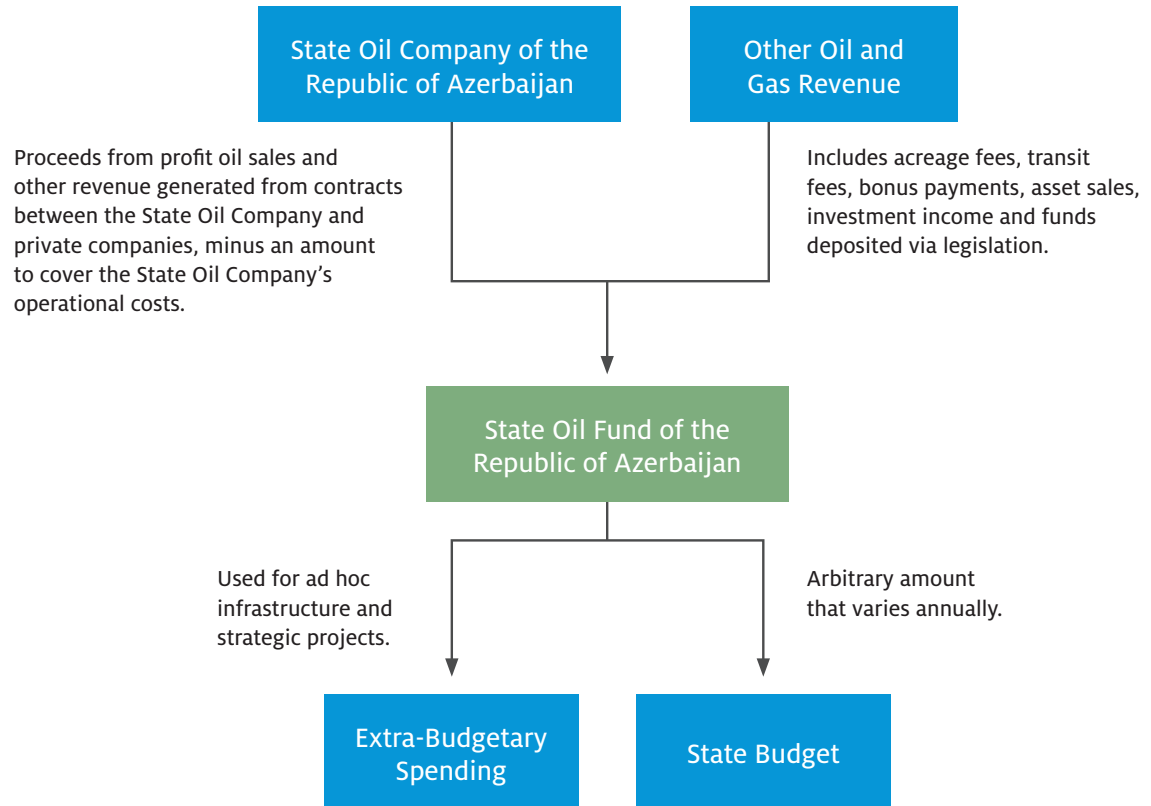 State Oil Company of the
Republic of Azerbaijan
Other Oil and
Gas Revenue
Proceeds from profit oil sales and
other revenue generated from contracts
between the State Oil Company and
private companies, minus an amount
to cover the State Oil Company’s
operational costs.
Includes acreage fees, transit
fees, bonus payments, asset sales,
investment income and funds
deposited via legislation.
State Oil Fund of the
Republic of Azerbaijan
Used for ad hoc
infrastructure and
strategic projects.
Arbitrary amount
that varies annually.
Extra-Budgetary
Spending
State Budget